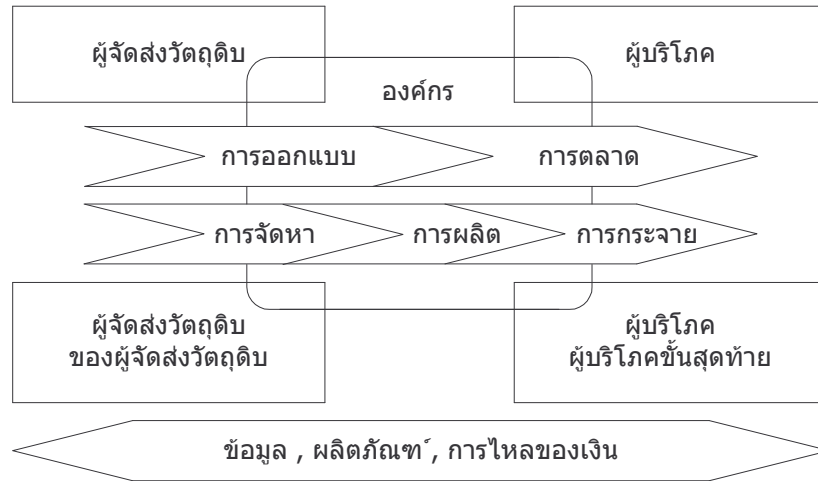 ผู้จัดส่งวัตถุดิบ
ผู้บริโภค
องค์กร
การออกแบบ
การตลาด
การจัดหา
การผลิต
การกระจาย
ผู้จัดส่งวัตถุดิบ
ของผู้จัดส่งวัตถุดิบ
ผู้บริโภค
ผู้บริโภคขั้นสุดท้าย
ข้อมูล , ผลิตภัณฑ์ , การไหลของเงิน